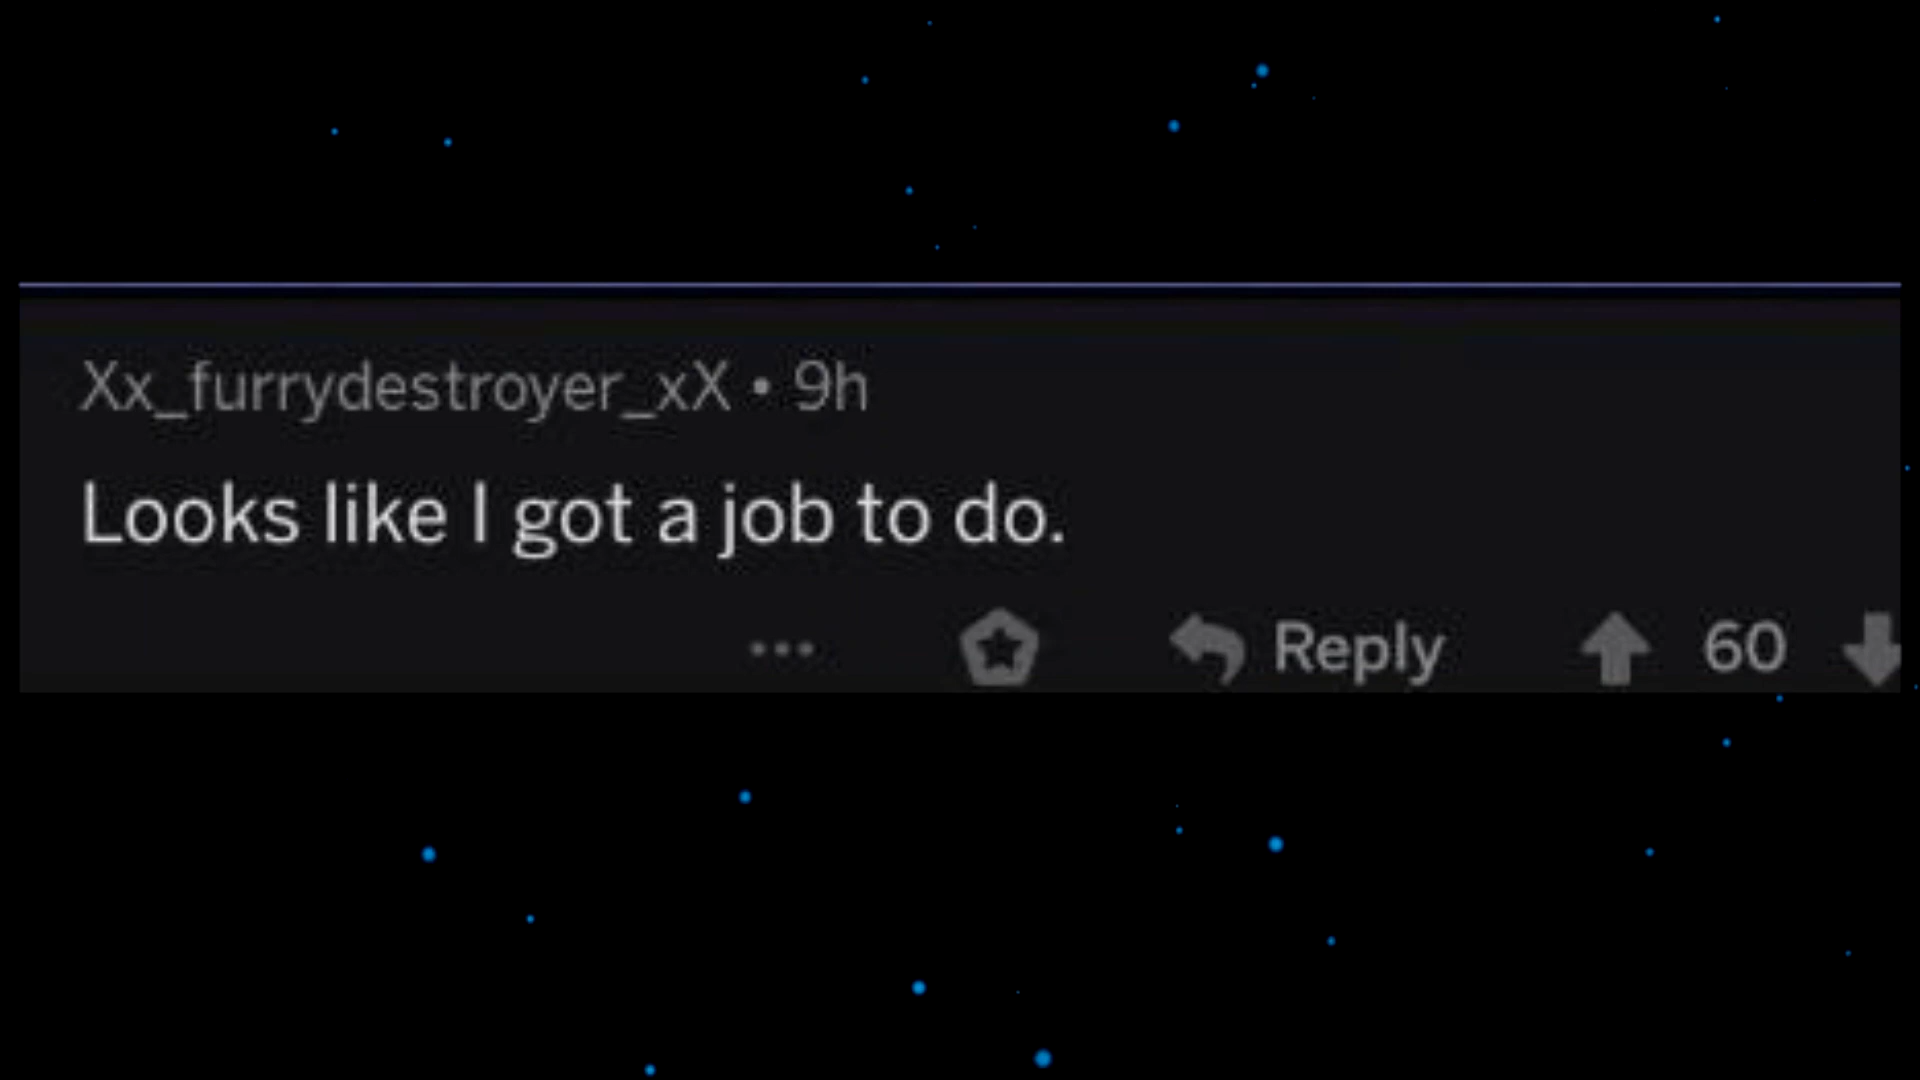 Xx_furrydestroyer_xX • 9h
Looks like I got a job to do.
... Reply 60